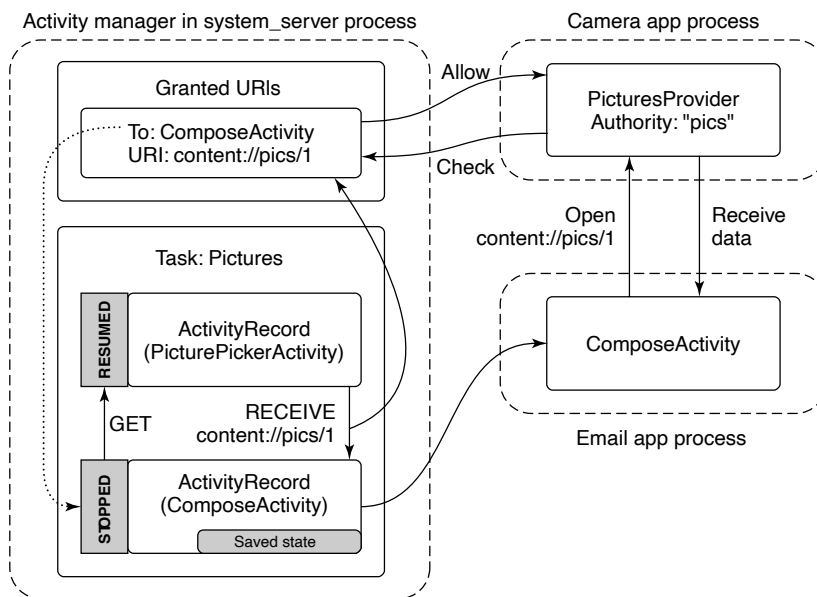 Activity manager in system_server process
Camera app process
Granted URIs
To: ComposeActivity
URI: content://pics/1
Allow
Check
PicturesProvider
Authority: "pics"
Open
content://pics/1
Receive
data
Task: Pictures
RESUMED
ActivityRecord
(PicturePickerActivity)
GET
RECEIVE
content://pics/1
STOPPED
ActivityRecord
(ComposeActivity)
Saved state
ComposeActivity
Email app process